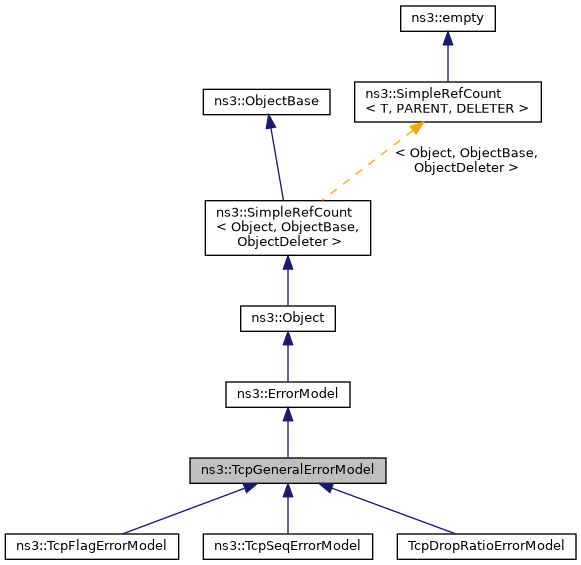 ns3::empty
ns3::SimpleRefCount
< T, PARENT, DELETER >
ns3::ObjectBase
< Object, ObjectBase,
ObjectDeleter >
ns3::SimpleRefCount
< Object, ObjectBase,
ObjectDeleter >
ns3::Object
ns3::ErrorModel
ns3::TcpGeneralErrorModel
ns3::TcpFlagErrorModel
ns3::TcpSeqErrorModel
TcpDropRatioErrorModel